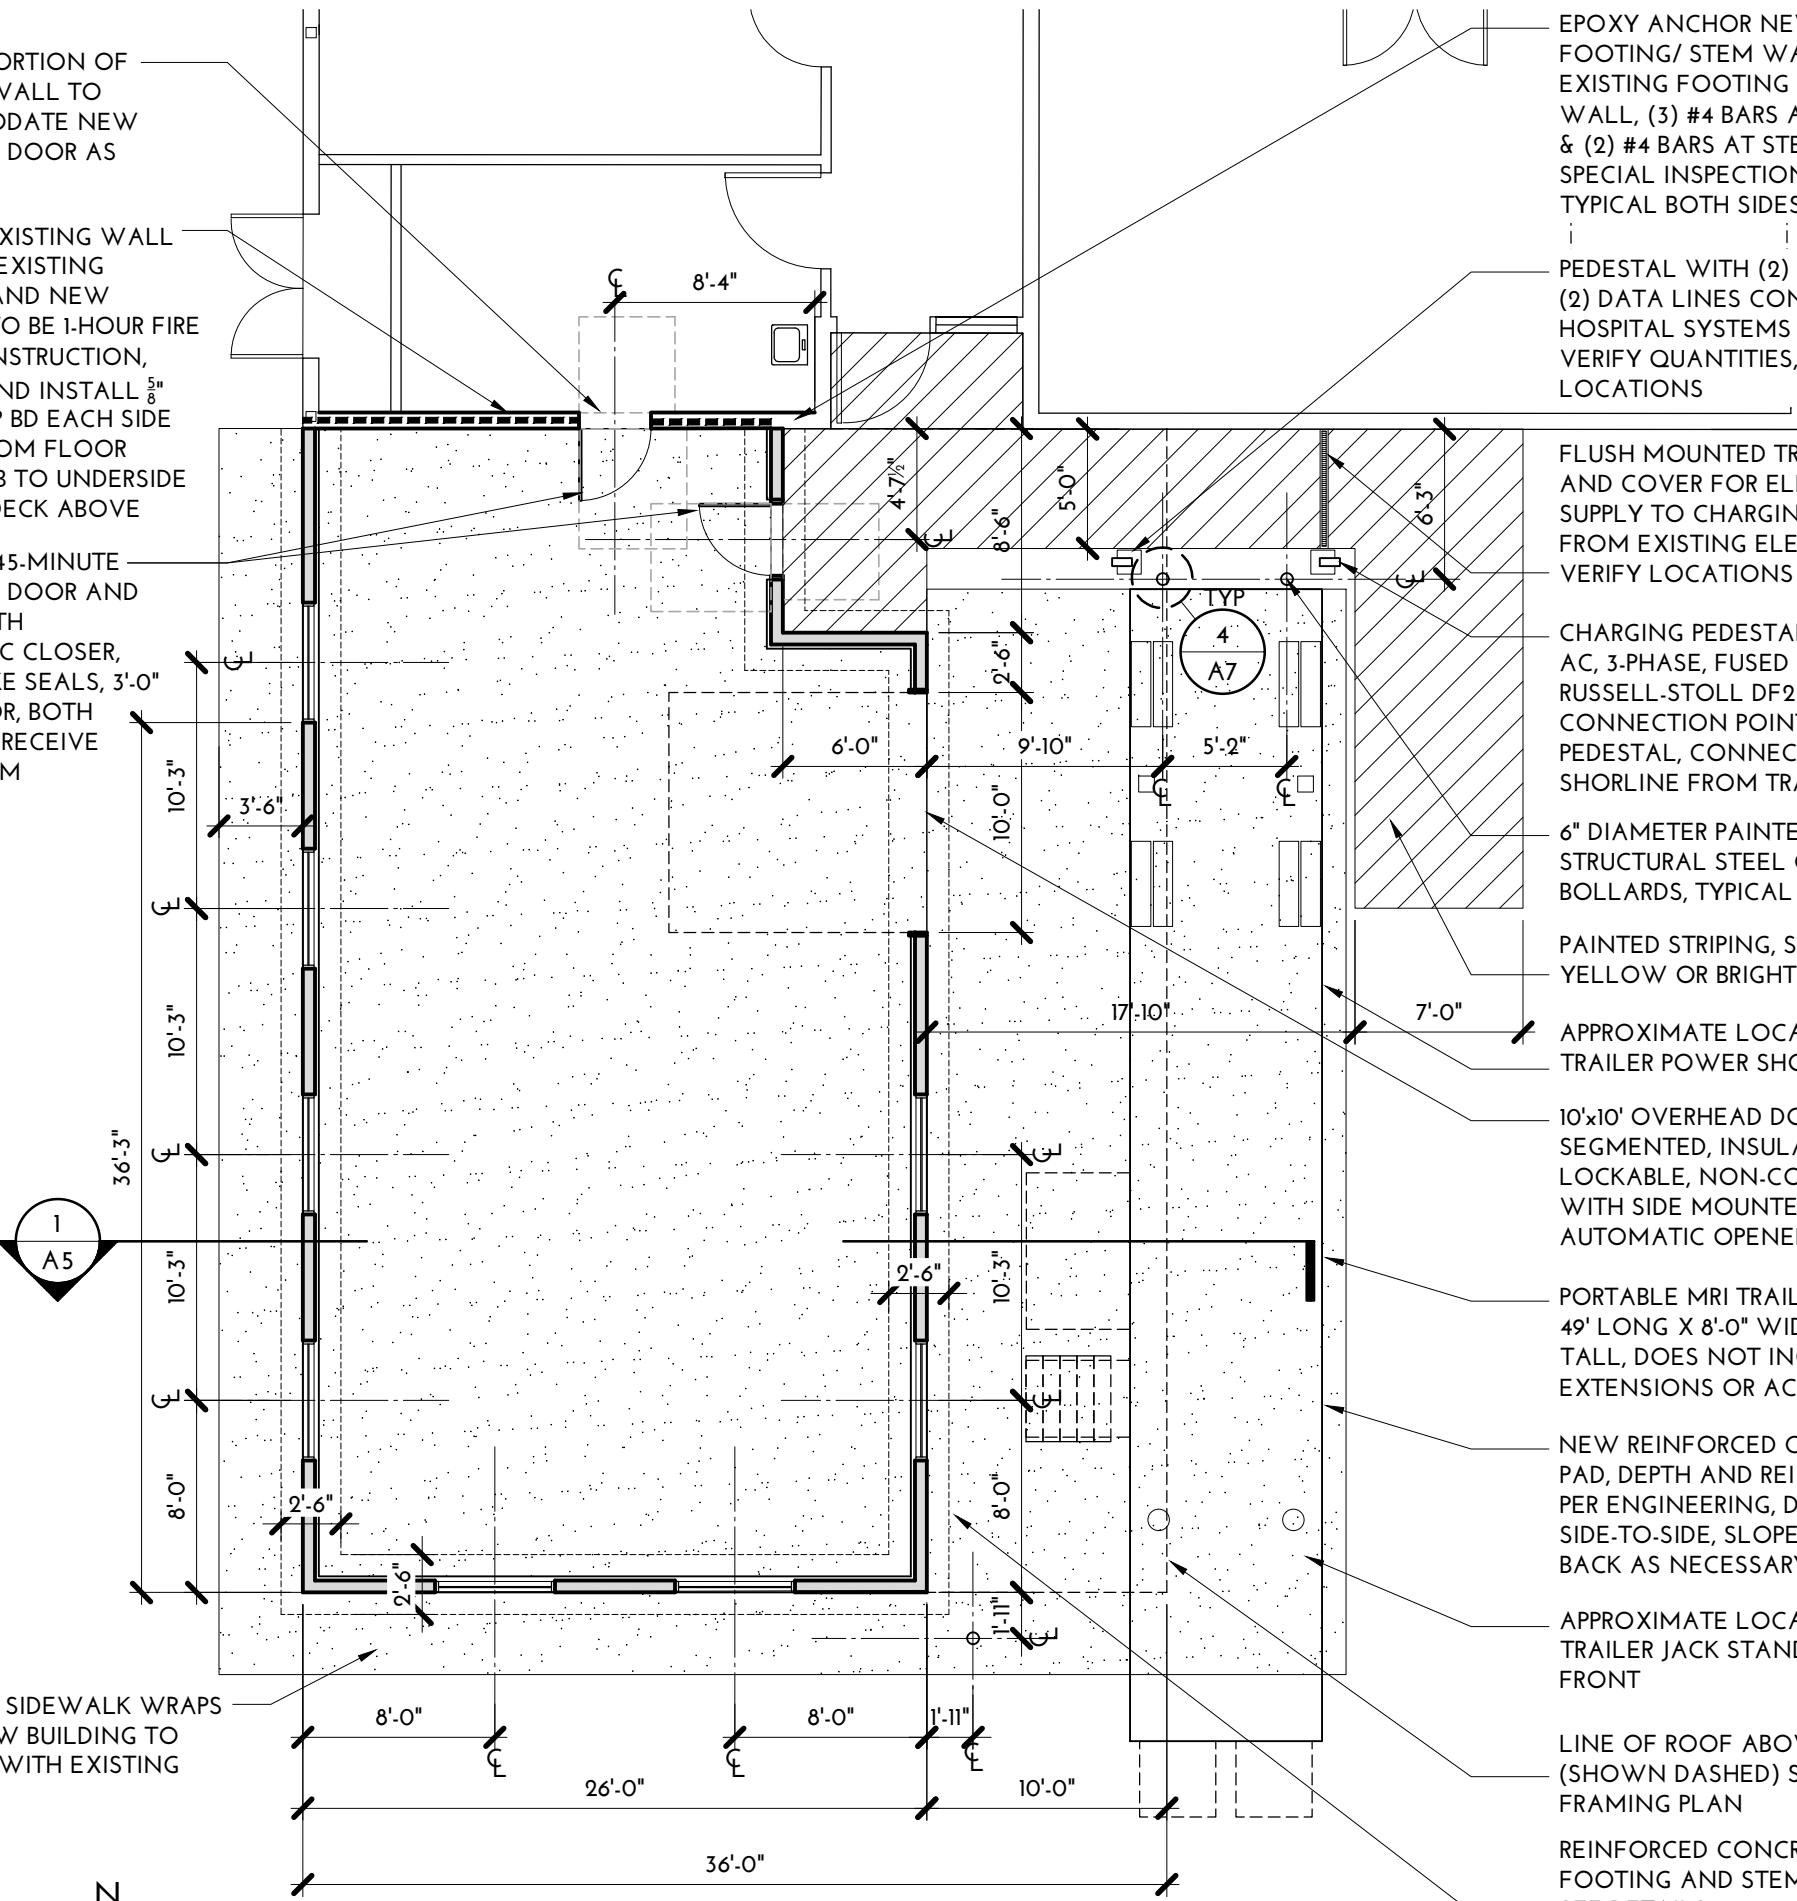 ORTION OF
WALL TO
ODATE NEW
DOOR AS
XISTING WALL
EXISTING
AND NEW
TO BE 1-HOUR FIRE
NSTRUCTION,
ND INSTALL 5/8"
P BD EACH SIDE
OM FLOOR
B TO UNDERSIDE
DECK ABOVE
45-MINUTE
DOOR AND
TH
C CLOSER,
KE SEALS, 3'-0"
OR, BOTH
RECEIVE
M
SIDEWALK WRAPS
W BUILDING TO
WITH EXISTING
N
1
A5
8'-4"
4'-7½"
8'-6"
5'-0"
6'-3"
2'-6"
TYP
4
A7
6'-0"
9'-10"
5'-2"
10'-0"
10'-3"
3'-6"
10'-3"
36'-3"
10'-3"
8'-0"
17'-10"
7'-0"
2'-6"
10'-3"
8'-0"
2'-6"
2'-6"
1'-11"
8'-0"
8'-0"
1'-11"
26'-0"
10'-0"
36'-0"
EPOXY ANCHOR NEW
FOOTING/ STEM WA
EXISTING FOOTING
WALL, (3) #4 BARS A
& (2) #4 BARS AT STE
SPECIAL INSPECTION
TYPICAL BOTH SIDES
PEDESTAL WITH (2)
(2) DATA LINES CON
HOSPITAL SYSTEMS
VERIFY QUANTITIES,
LOCATIONS
FLUSH MOUNTED TR
AND COVER FOR ELE
SUPPLY TO CHARGIN
FROM EXISTING ELE
VERIFY LOCATIONS
CHARGING PEDESTAL
AC, 3-PHASE, FUSED
RUSSELL-STOLL DF2
CONNECTION POINT
PEDESTAL, CONNEC
SHORLINE FROM TRA
6" DIAMETER PAINTE
STRUCTURAL STEEL
BOLLARDS, TYPICAL
PAINTED STRIPING, S
YELLOW OR BRIGHT
APPROXIMATE LOCA
TRAILER POWER SHO
10'x10' OVERHEAD DO
SEGMENTED, INSULA
LOCKABLE, NON-CO
WITH SIDE MOUNTE
AUTOMATIC OPENE
PORTABLE MRI TRAIL
49' LONG X 8'-0" WID
TALL, DOES NOT IN
EXTENSIONS OR AC
NEW REINFORCED C
PAD, DEPTH AND REI
PER ENGINEERING, D
SIDE-TO-SIDE, SLOPE
BACK AS NECESSARY
APPROXIMATE LOCA
TRAILER JACK STAND
FRONT
LINE OF ROOF ABOV
(SHOWN DASHED) S
FRAMING PLAN
REINFORCED CONCR
FOOTING AND STEM